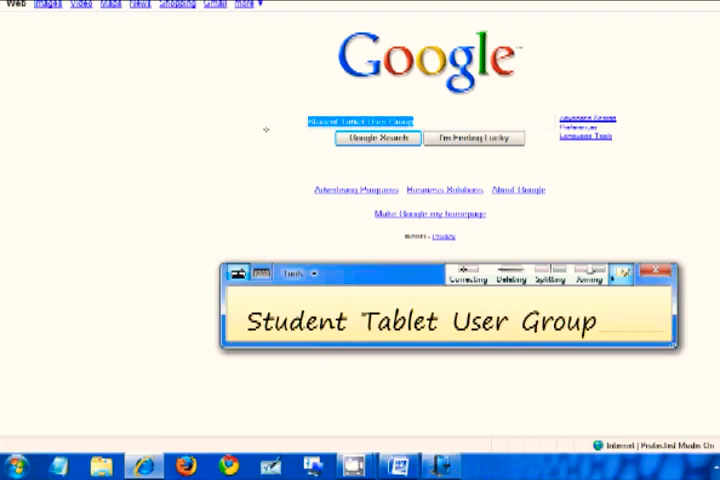 Web Images Video Maps News Shopping Gmail more ▼
Google
Student Tablet User Group
Advanced Search
Preferences
Language Tools
Google Search I'm Feeling Lucky
Advertising Programs Business Solutions About Google
Make Google my homepage
Privacy
Tools Correcting Deleting Splitting Joining
Student Tablet User Group
Internet | Protected Mode: On